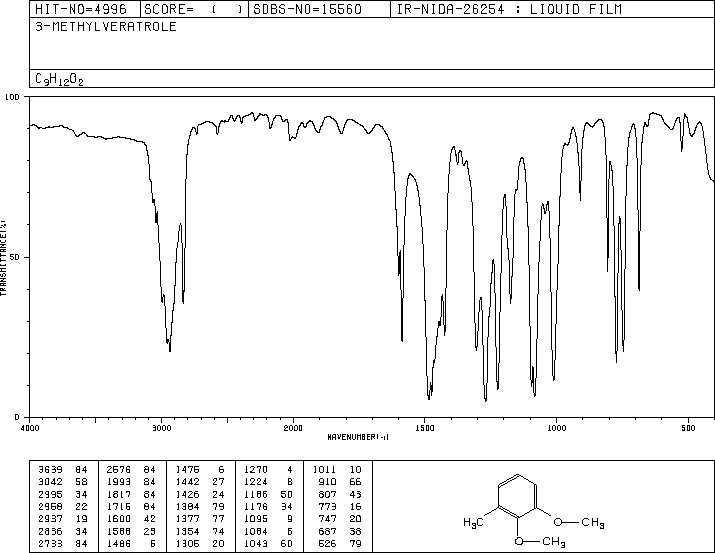 HIT-NO=4996 SCORE= ( ) SDBS-NO=15560 IR-NIDA-26254 : LIQUID FILM
3-METHYLVERATROLE
C9H12O2
100
50
0
TRANSMITTANCE(%)
4000 3000 2000 1500 1000 500
WAVENUMBER(-1)
3639 84 2576 84 1475 6 1270 4 1011 10
3042 58 1993 84 1442 27 1224 8 910 66
2995 34 1817 84 1426 24 1186 50 807 43
2958 22 1716 84 1384 79 1176 34 773 16
2937 19 1600 42 1377 77 1095 9 747 20
2836 34 1588 23 1354 74 1084 6 687 38
2733 84 1486 5 1305 20 1043 60 526 79
H3C
O CH3
O CH3